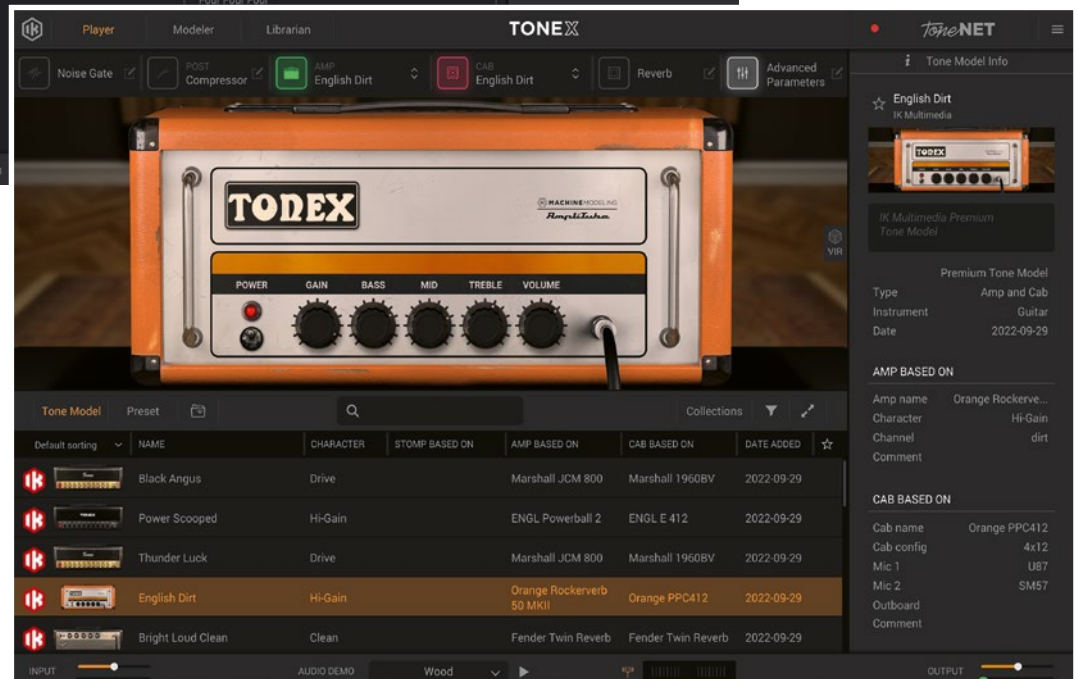 Four Four Four
Player Modeler Librarian TONEX ToneNET
Noise Gate POST Compressor AMP English Dirt CAB English Dirt Reverb Advanced Parameters
i Tone Model Info
English Dirt
IK Multimedia
TONEX
IK Multimedia Premium
Tone Model
TONEX
MACHINE MODELING
AmpliTube
VIR
POWER GAIN BASS MID TREBLE VOLUME
Premium Tone Model
Type Amp and Cab
Instrument Guitar
Date 2022-09-29
AMP BASED ON
Amp name Orange Rockerve...
Character Hi-Gain
Channel dirt
Comment
CAB BASED ON
Cab name Orange PPC412
Cab config 4x12
Mic 1 U87
Mic 2 SM57
Outboard
Comment
Tone Model Preset Collections
Default sorting NAME CHARACTER STOMP BASED ON AMP BASED ON CAB BASED ON DATE ADDED
Black Angus Drive Marshall JCM 800 Marshall 1960BV 2022-09-29
Power Scooped Hi-Gain ENGL Powerball 2 ENGL E 412 2022-09-29
Thunder Luck Drive Marshall JCM 800 Marshall 1960BV 2022-09-29
English Dirt Hi-Gain Orange Rockerverb 50 MKII Orange PPC412 2022-09-29
Bright Loud Clean Clean Fender Twin Reverb Fender Twin Reverb 2022-09-29
INPUT AUDIO DEMO Wood OUTPUT